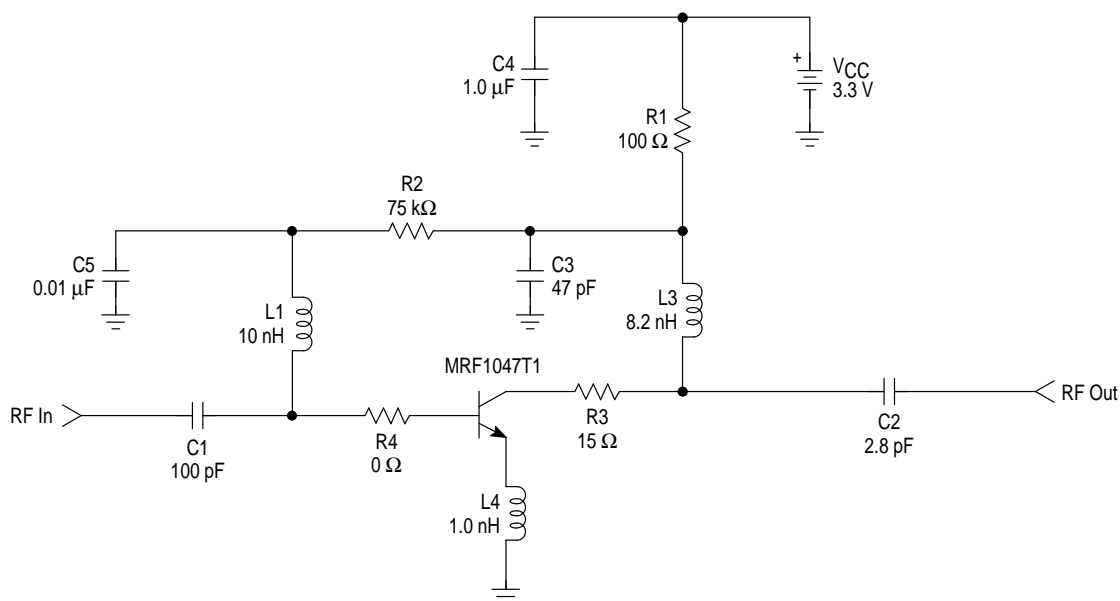 C4
1.0 μF
+
VCC
3.3 V
R1
100 Ω
R2
75 kΩ
C5
0.01 μF
C3
47 pF
L1
10 nH
L3
8.2 nH
MRF1047T1
RF In
C1
100 pF
R4
0 Ω
R3
15 Ω
C2
2.8 pF
RF Out
L4
1.0 nH